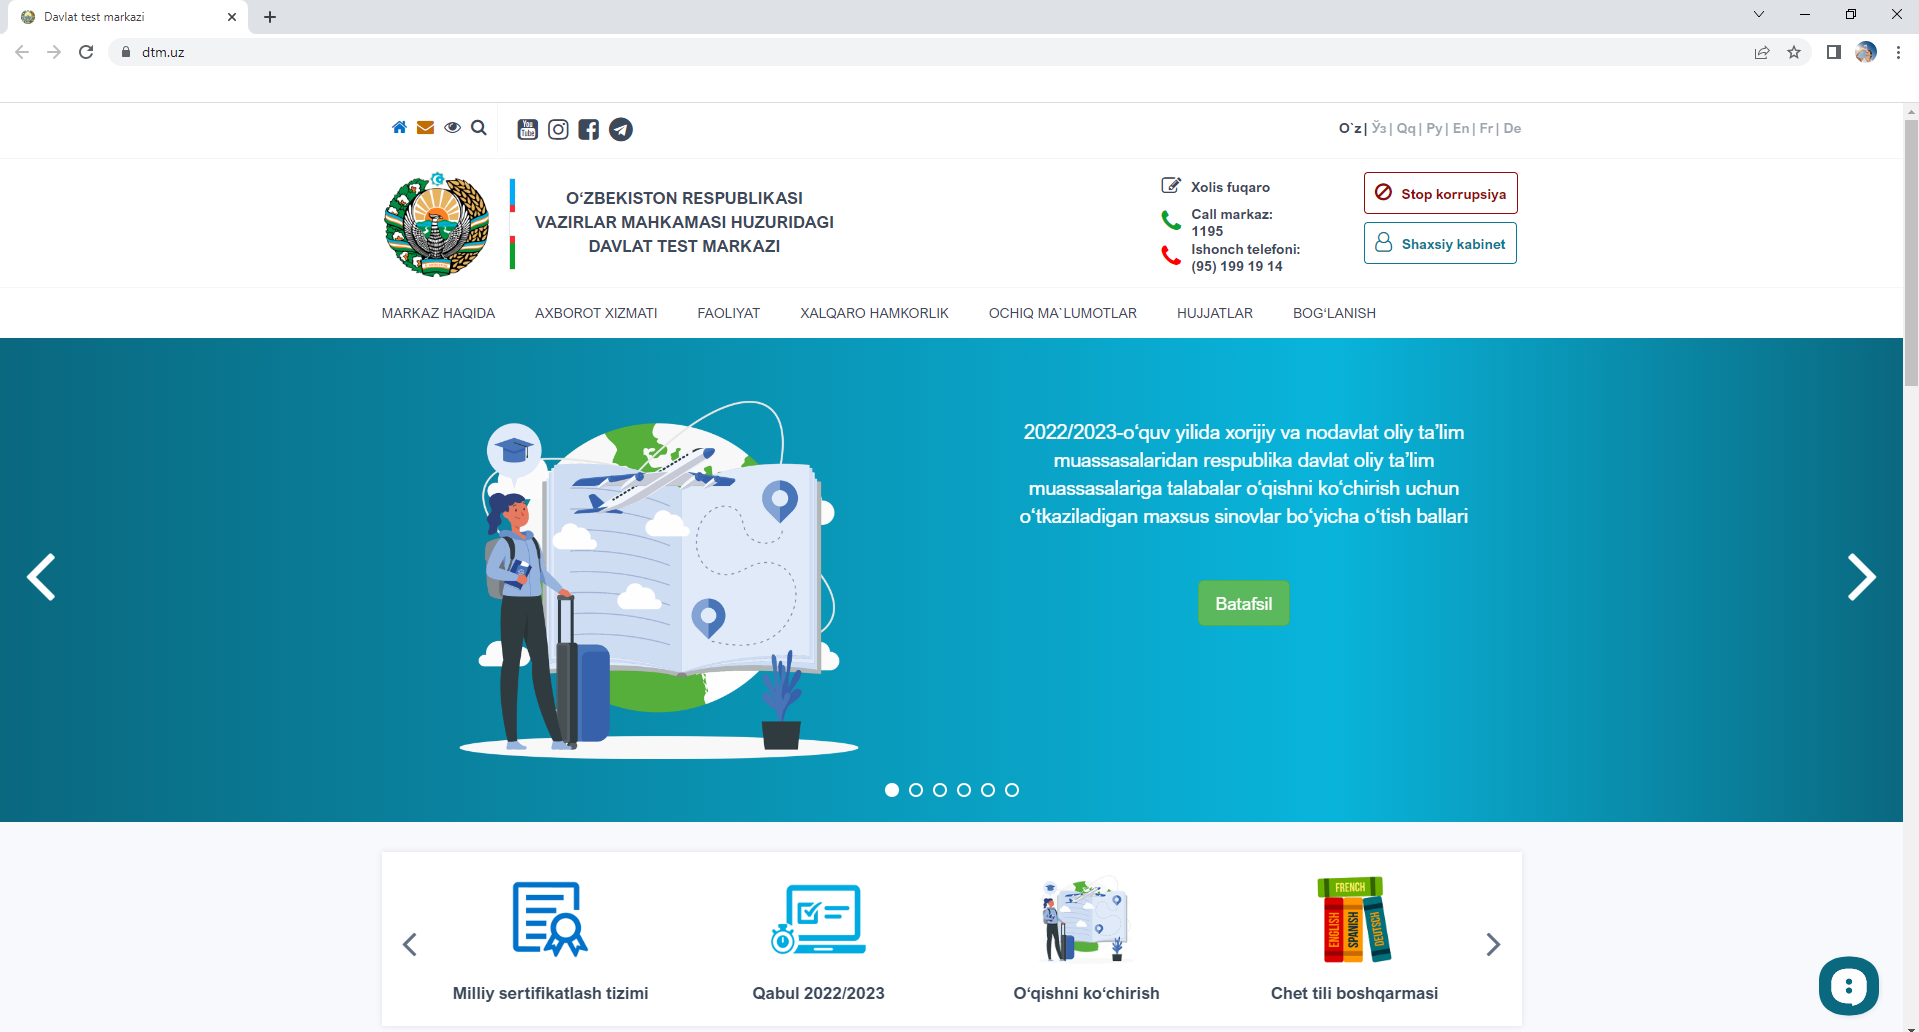 Davlat test markazi
dtm.uz
You
Tube
O`z | Ўз | Qq | Ру | En | Fr | De
O‘ZBEKISTON RESPUBLIKASI
VAZIRLAR MAHKAMASI HUZURIDAGI
DAVLAT TEST MARKAZI
Xolis fuqaro
Call markaz:
1195
Ishonch telefoni:
(95) 199 19 14
Stop korrupsiya
Shaxsiy kabinet
MARKAZ HAQIDA AXBOROT XIZMATI FAOLIYAT XALQARO HAMKORLIK OCHIQ MA`LUMOTLAR HUJJATLAR BOG‘LANISH
2022/2023-o‘quv yilida xorijiy va nodavlat oliy ta’lim
muassasalaridan respublika davlat oliy ta’lim
muassasalariga talabalar o‘qishni ko‘chirish uchun
o‘tkaziladigan maxsus sinovlar bo‘yicha o‘tish ballari
Batafsil
FRENCH
ENGLISH
SPANISH
DEUTSCH
Milliy sertifikatlash tizimi
Qabul 2022/2023
O‘qishni ko‘chirish
Chet tili boshqarmasi